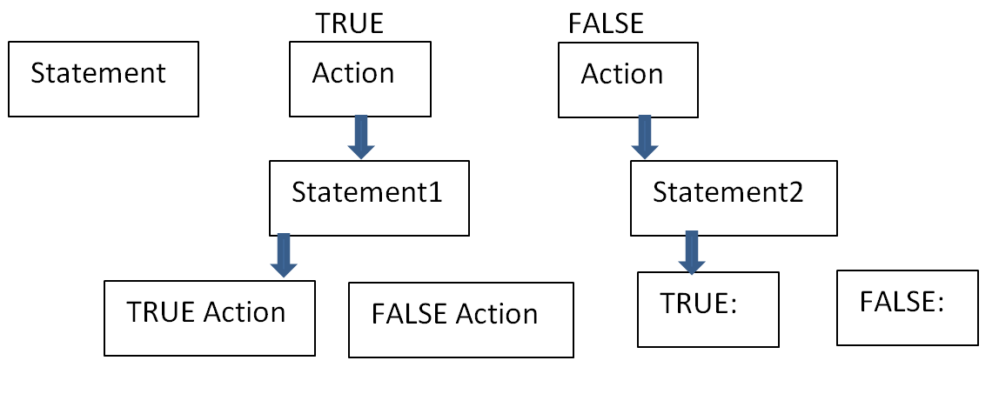 TRUE
FALSE
Statement
Action
Action
Statement1
Statement2
TRUE Action
FALSE Action
TRUE:
FALSE: